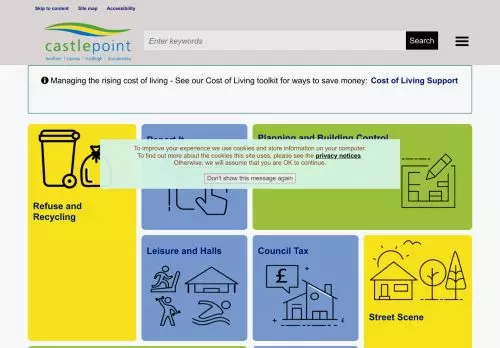 Skip to content Site map Accessibility
castlepoint
benfleet | canvey | hadleigh | thundersley
Enter keywords
Search
Managing the rising cost of living - See our Cost of Living toolkit for ways to save money: Cost of Living Support
Report It
Planning and Building Control
To improve your experience we use cookies and store information on your computer.
To find out more about the cookies this site uses, please see the privacy notices.
Otherwise, we will assume that you are OK to continue.
Don't show this message again
Refuse and
Recycling
Leisure and Halls
Council Tax
£
Street Scene